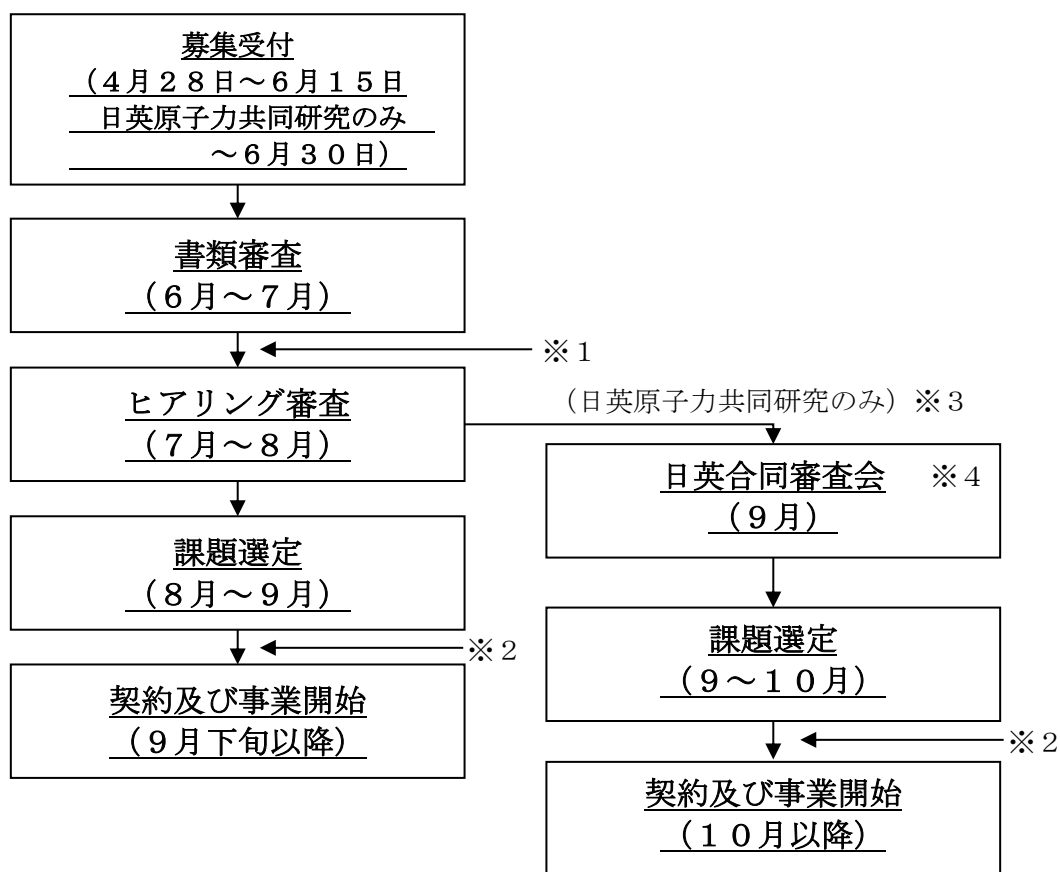 募集受付
（４月２８日～６月１５日
日英原子力共同研究のみ
～６月３０日）
書類審査
（６月～７月）
※１
ヒアリング審査
（７月～８月）
（日英原子力共同研究のみ）※３
日英合同審査会　※４
（９月）
課題選定
（８月～９月）
※２
契約及び事業開始
（９月下旬以降）
課題選定
（９～１０月）
※２
契約及び事業開始
（１０月以降）